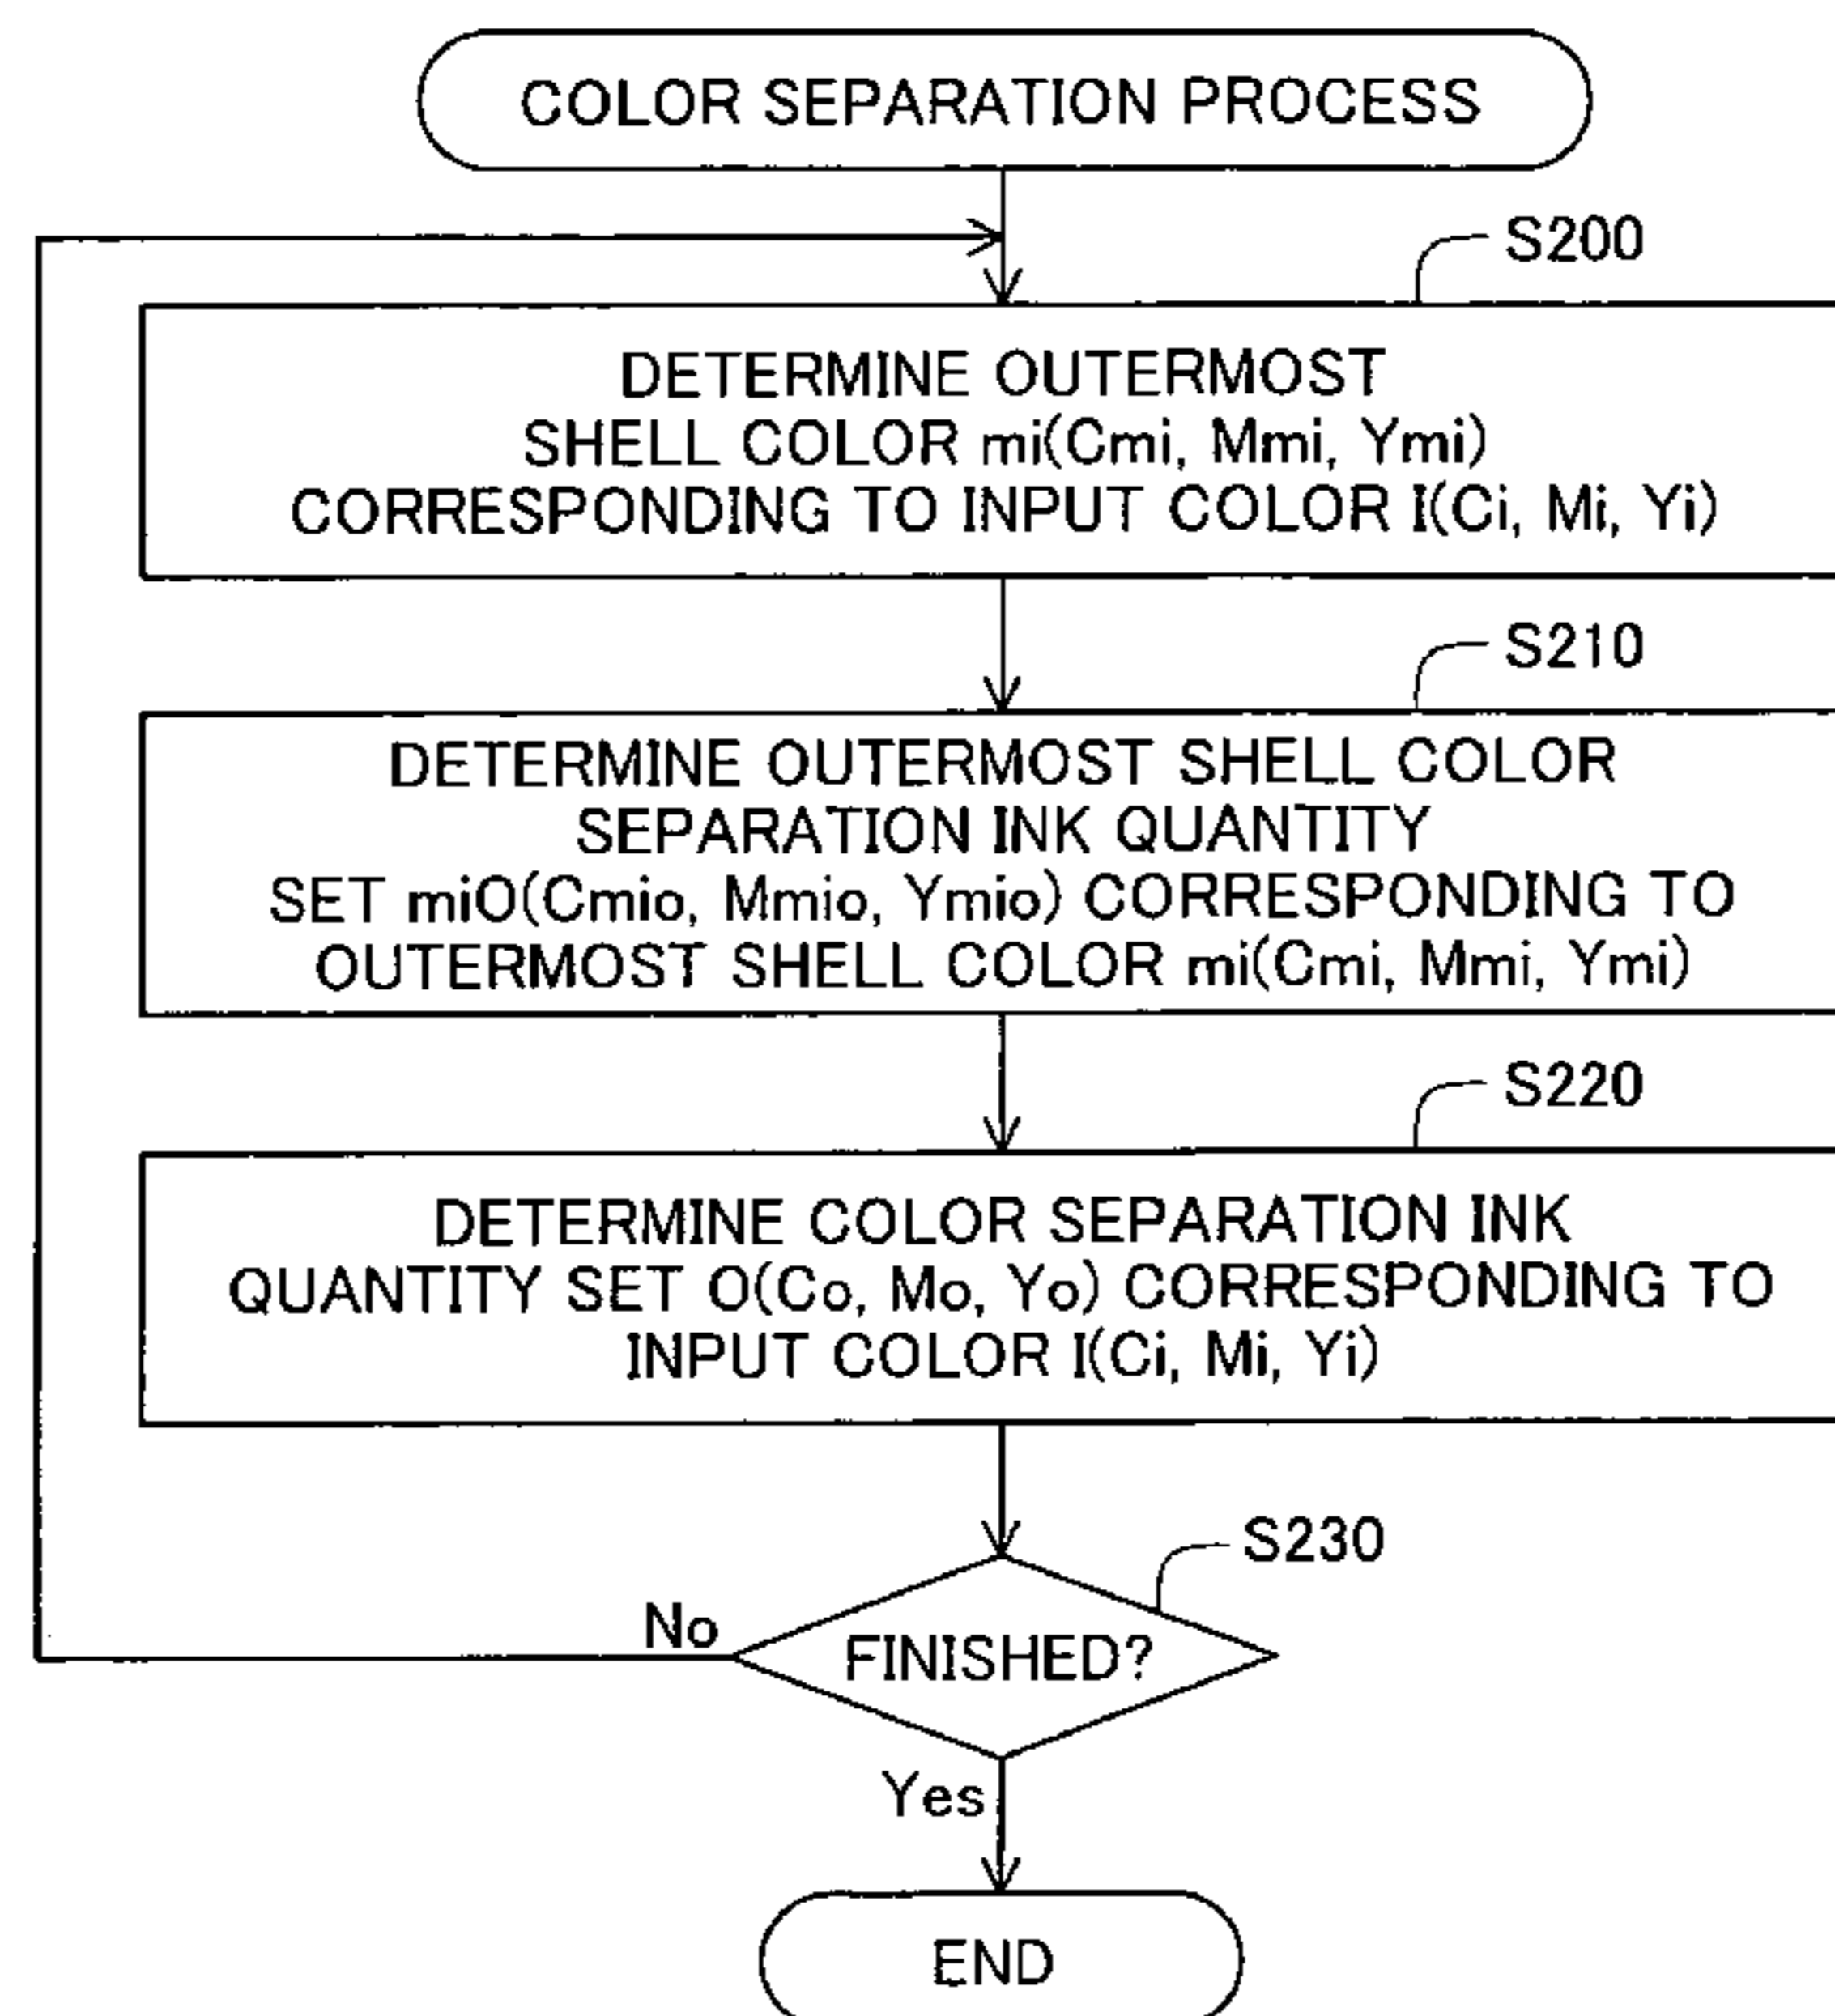 COLOR SEPARATION PROCESS
S200
DETERMINE OUTERMOST
SHELL COLOR mi(Cmi, Mmi, Ymi)
CORRESPONDING TO INPUT COLOR I(Ci, Mi, Yi)
S210
DETERMINE OUTERMOST SHELL COLOR
SEPARATION INK QUANTITY
SET miO(Cmio, Mmio, Ymio) CORRESPONDING TO
OUTERMOST SHELL COLOR mi(Cmi, Mmi, Ymi)
S220
DETERMINE COLOR SEPARATION INK
QUANTITY SET O(Co, Mo, Yo) CORRESPONDING TO
INPUT COLOR I(Ci, Mi, Yi)
S230
No
FINISHED?
Yes
END